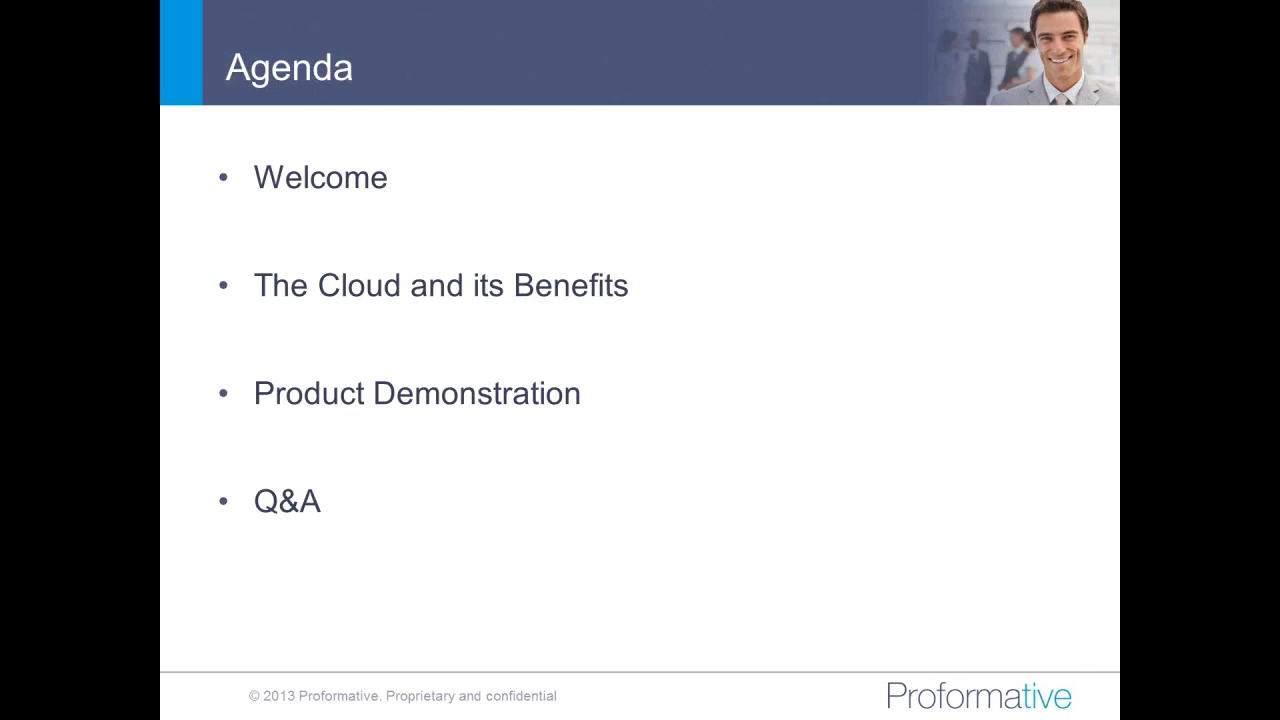 Agenda
• Welcome
• The Cloud and its Benefits
• Product Demonstration
• Q&A
© 2013 Proformative. Proprietary and confidential
Proformative